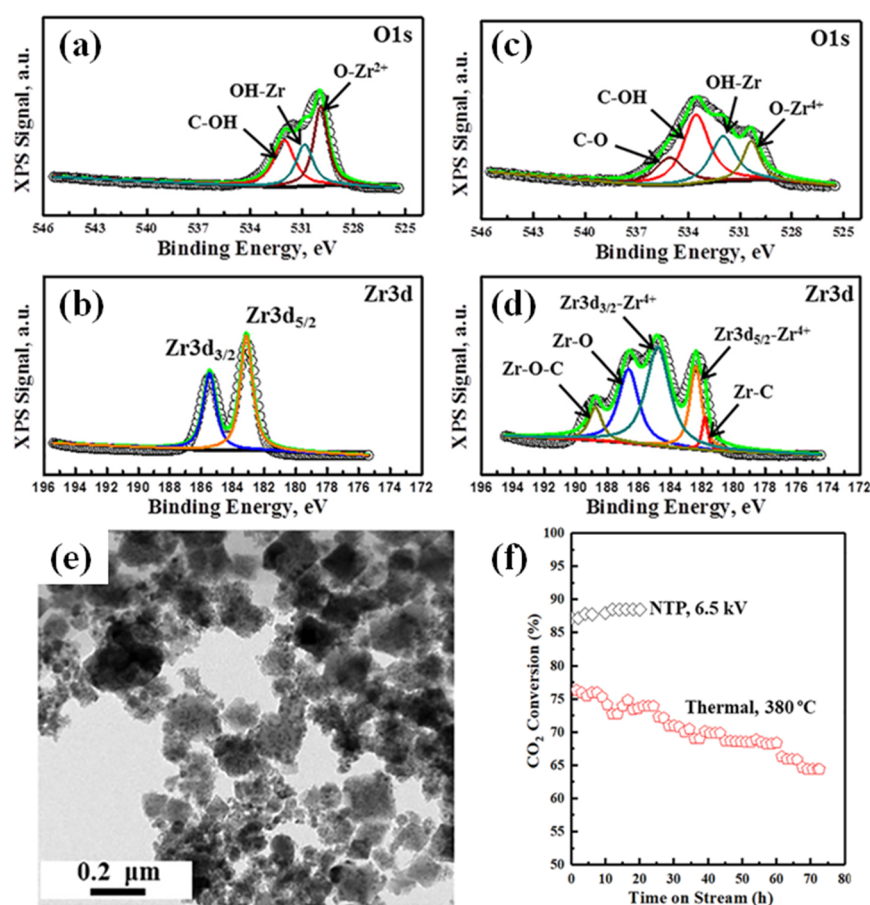 (a)
O1s
O-Zr²⁺
OH-Zr
C-OH
XPS Signal, a.u.
546 543 540 537 534 531 528 525
Binding Energy, eV
(c)
O1s
OH-Zr
C-OH
O-Zr⁴⁺
C-O
XPS Signal, a.u.
546 543 540 537 534 531 528 525
Binding Energy, eV
(b)
Zr3d
Zr3d₅/₂
Zr3d₃/₂
XPS Signal, a.u.
196 194 192 190 188 186 184 182 180 178 176 174 172
Binding Energy, eV
(d)
Zr3d
Zr3d₃/₂-Zr⁴⁺
Zr-O
Zr3d₅/₂-Zr⁴⁺
Zr-O-C
Zr-C
XPS Signal, a.u.
196 194 192 190 188 186 184 182 180 178 176 174 172
Binding Energy, eV
(e)
0.2 μm
(f)
100
95
90
85
80
75
70
65
60
55
50
CO₂ Conversion (%)
NTP, 6.5 kV
Thermal, 380 °C
0 10 20 30 40 50 60 70 80
Time on Stream (h)